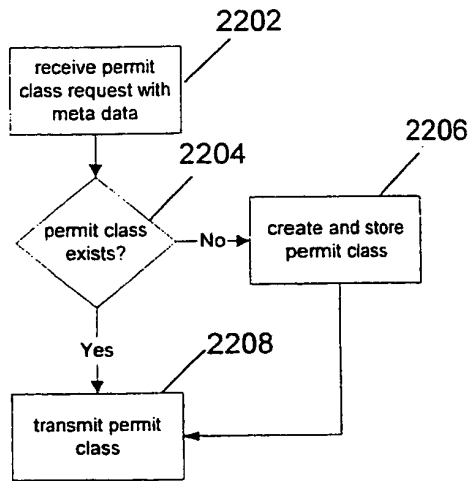 2202
receive permit
class request with
meta data
2204
2206
permit class
exists?
No
create and store
permit class
Yes
2208
transmit permit
class